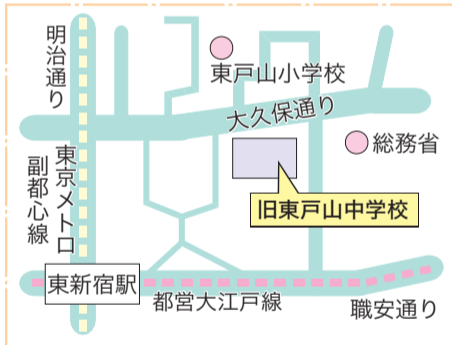 明治通り
東戸山小学校
大久保通り
総務省
東京メトロ
副都心線
旧東戸山中学校
東新宿駅
都営大江戸線
職安通り